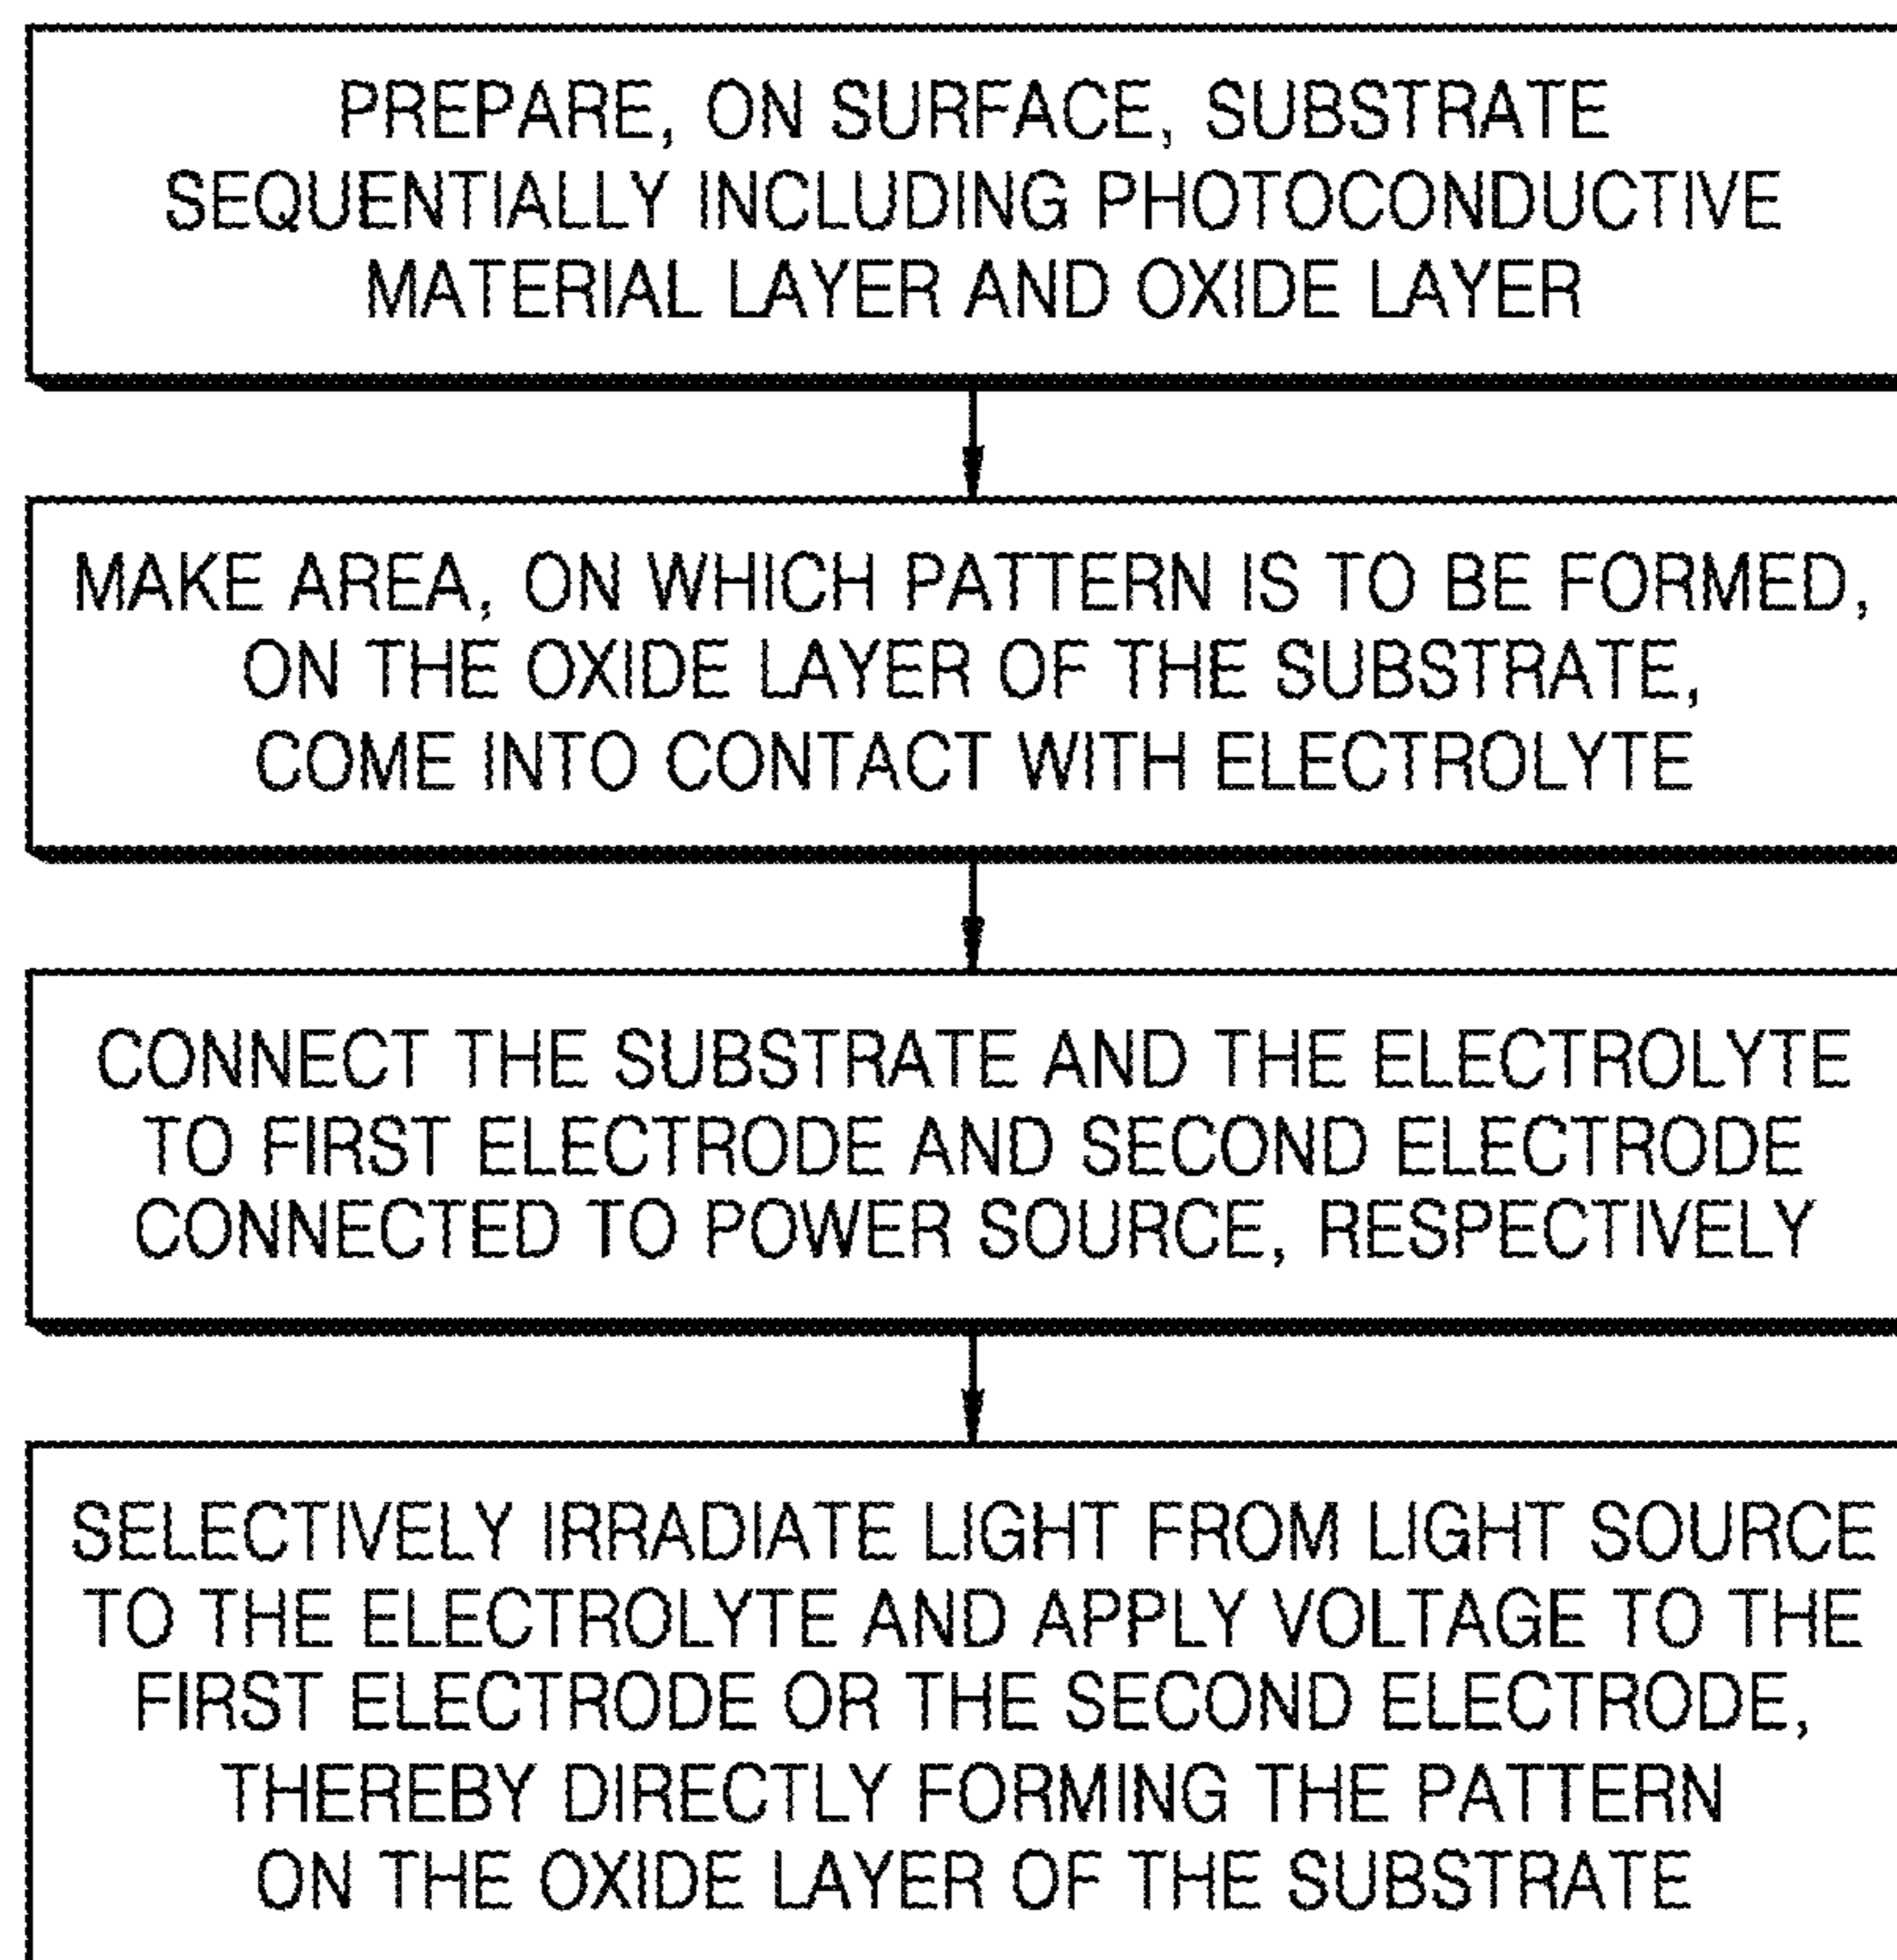 PREPARE, ON SURFACE, SUBSTRATE
SEQUENTIALLY INCLUDING PHOTOCONDUCTIVE
MATERIAL LAYER AND OXIDE LAYER
MAKE AREA, ON WHICH PATTERN IS TO BE FORMED,
ON THE OXIDE LAYER OF THE SUBSTRATE,
COME INTO CONTACT WITH ELECTROLYTE
CONNECT THE SUBSTRATE AND THE ELECTROLYTE
TO FIRST ELECTRODE AND SECOND ELECTRODE
CONNECTED TO POWER SOURCE, RESPECTIVELY
SELECTIVELY IRRADIATE LIGHT FROM LIGHT SOURCE
TO THE ELECTROLYTE AND APPLY VOLTAGE TO THE
FIRST ELECTRODE OR THE SECOND ELECTRODE,
THEREBY DIRECTLY FORMING THE PATTERN
ON THE OXIDE LAYER OF THE SUBSTRATE